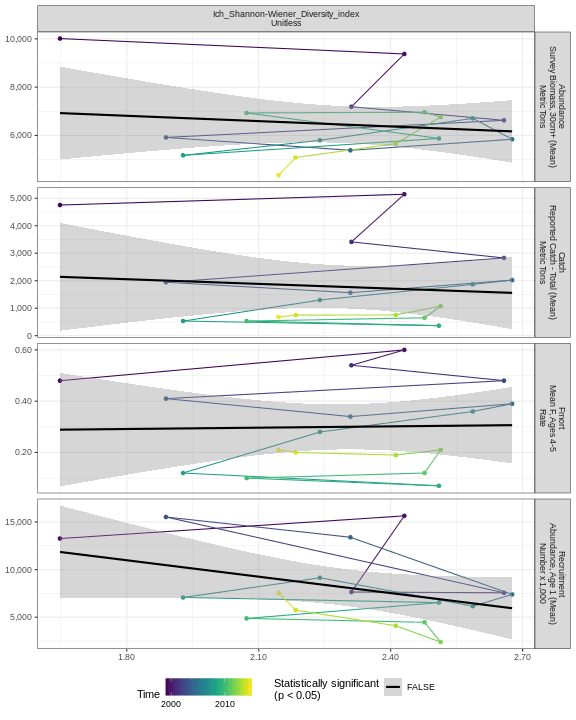 Ich_Shannon-Wiener_Diversity_index
Unitless
10,000
8,000
6,000
Abundance
Survey Biomass, 30cm+ (Mean)
Metric Tons
5,000
4,000
3,000
2,000
1,000
0
Catch
Reported Catch - Total (Mean)
Metric Tons
0.60
0.40
0.20
Fmort
Mean F, Ages 4-5
Rate
15,000
10,000
5,000
Recruitment
Abundance, Age 1 (Mean)
Number x 1,000
1.80
2.10
2.40
2.70
Time
2000
2010
Statistically significant
(p < 0.05)
FALSE